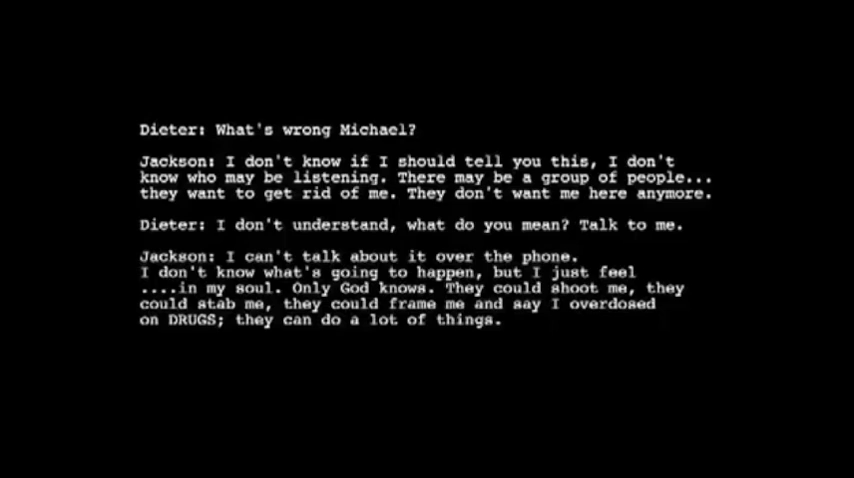 Dieter: What's wrong Michael?
Jackson: I don't know if I should tell you this, I don't
know who may be listening. There may be a group of people...
they want to get rid of me. They don't want me here anymore.
Dieter: I don't understand, what do you mean? Talk to me.
Jackson: I can't talk about it over the phone.
I don't know what's going to happen, but I just feel
....in my soul. Only God knows. They could shoot me, they
could stab me, they could frame me and say I overdosed
on DRUGS; they can do a lot of things.